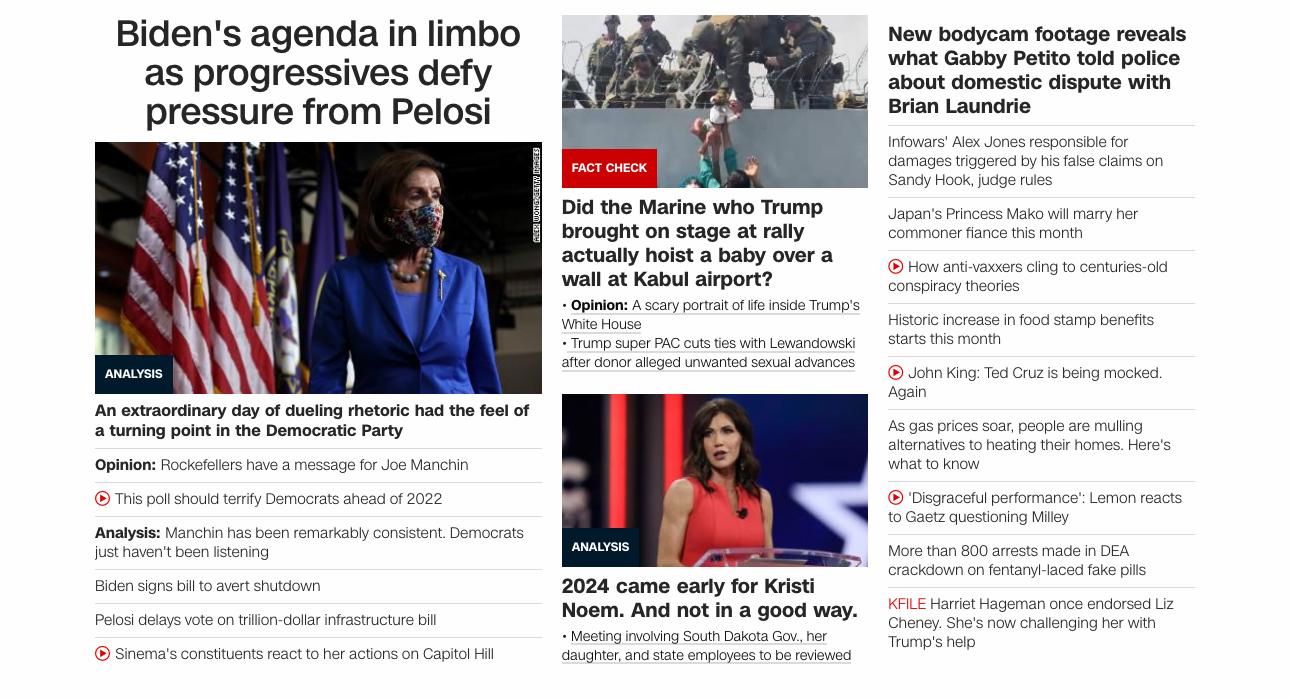 Biden's agenda in limbo
as progressives defy
pressure from Pelosi
ALEX WONG/GETTY IMAGES
ANALYSIS
An extraordinary day of dueling rhetoric had the feel of
a turning point in the Democratic Party
Opinion: Rockefellers have a message for Joe Manchin
This poll should terrify Democrats ahead of 2022
Analysis: Manchin has been remarkably consistent. Democrats
just haven't been listening
Biden signs bill to avert shutdown
Pelosi delays vote on trillion-dollar infrastructure bill
Sinema's constituents react to her actions on Capitol Hill
FACT CHECK
Did the Marine who Trump
brought on stage at rally
actually hoist a baby over a
wall at Kabul airport?
• Opinion: A scary portrait of life inside Trump's
White House
• Trump super PAC cuts ties with Lewandowski
after donor alleged unwanted sexual advances
ANALYSIS
2024 came early for Kristi
Noem. And not in a good way.
• Meeting involving South Dakota Gov., her
daughter, and state employees to be reviewed
New bodycam footage reveals
what Gabby Petito told police
about domestic dispute with
Brian Laundrie
Infowars' Alex Jones responsible for
damages triggered by his false claims on
Sandy Hook, judge rules
Japan's Princess Mako will marry her
commoner fiance this month
How anti-vaxxers cling to centuries-old
conspiracy theories
Historic increase in food stamp benefits
starts this month
John King: Ted Cruz is being mocked.
Again
As gas prices soar, people are mulling
alternatives to heating their homes. Here's
what to know
'Disgraceful performance': Lemon reacts
to Gaetz questioning Milley
More than 800 arrests made in DEA
crackdown on fentanyl-laced fake pills
KFILE Harriet Hageman once endorsed Liz
Cheney. She's now challenging her with
Trump's help